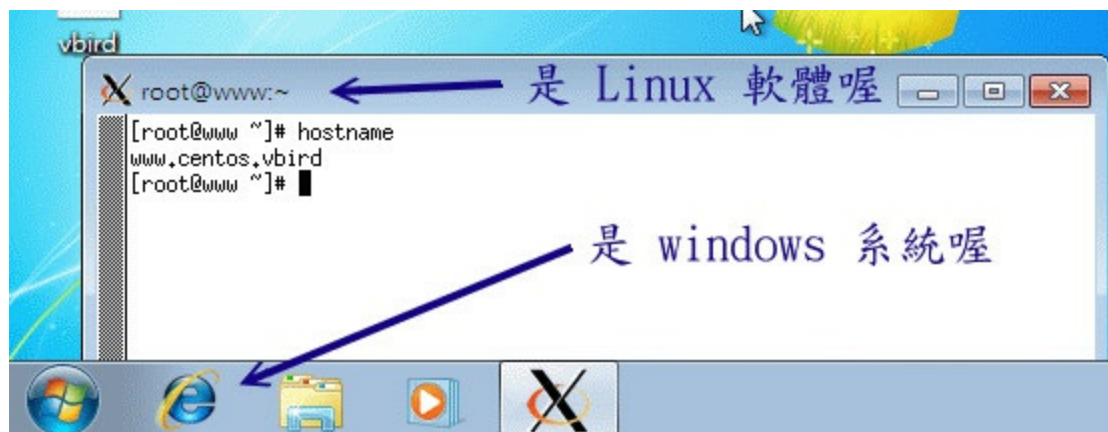 vbird
root@www:~
是 Linux 軟體喔
[root@www ~]# hostname
www.centos.vbird
[root@www ~]#
是 windows 系統喔